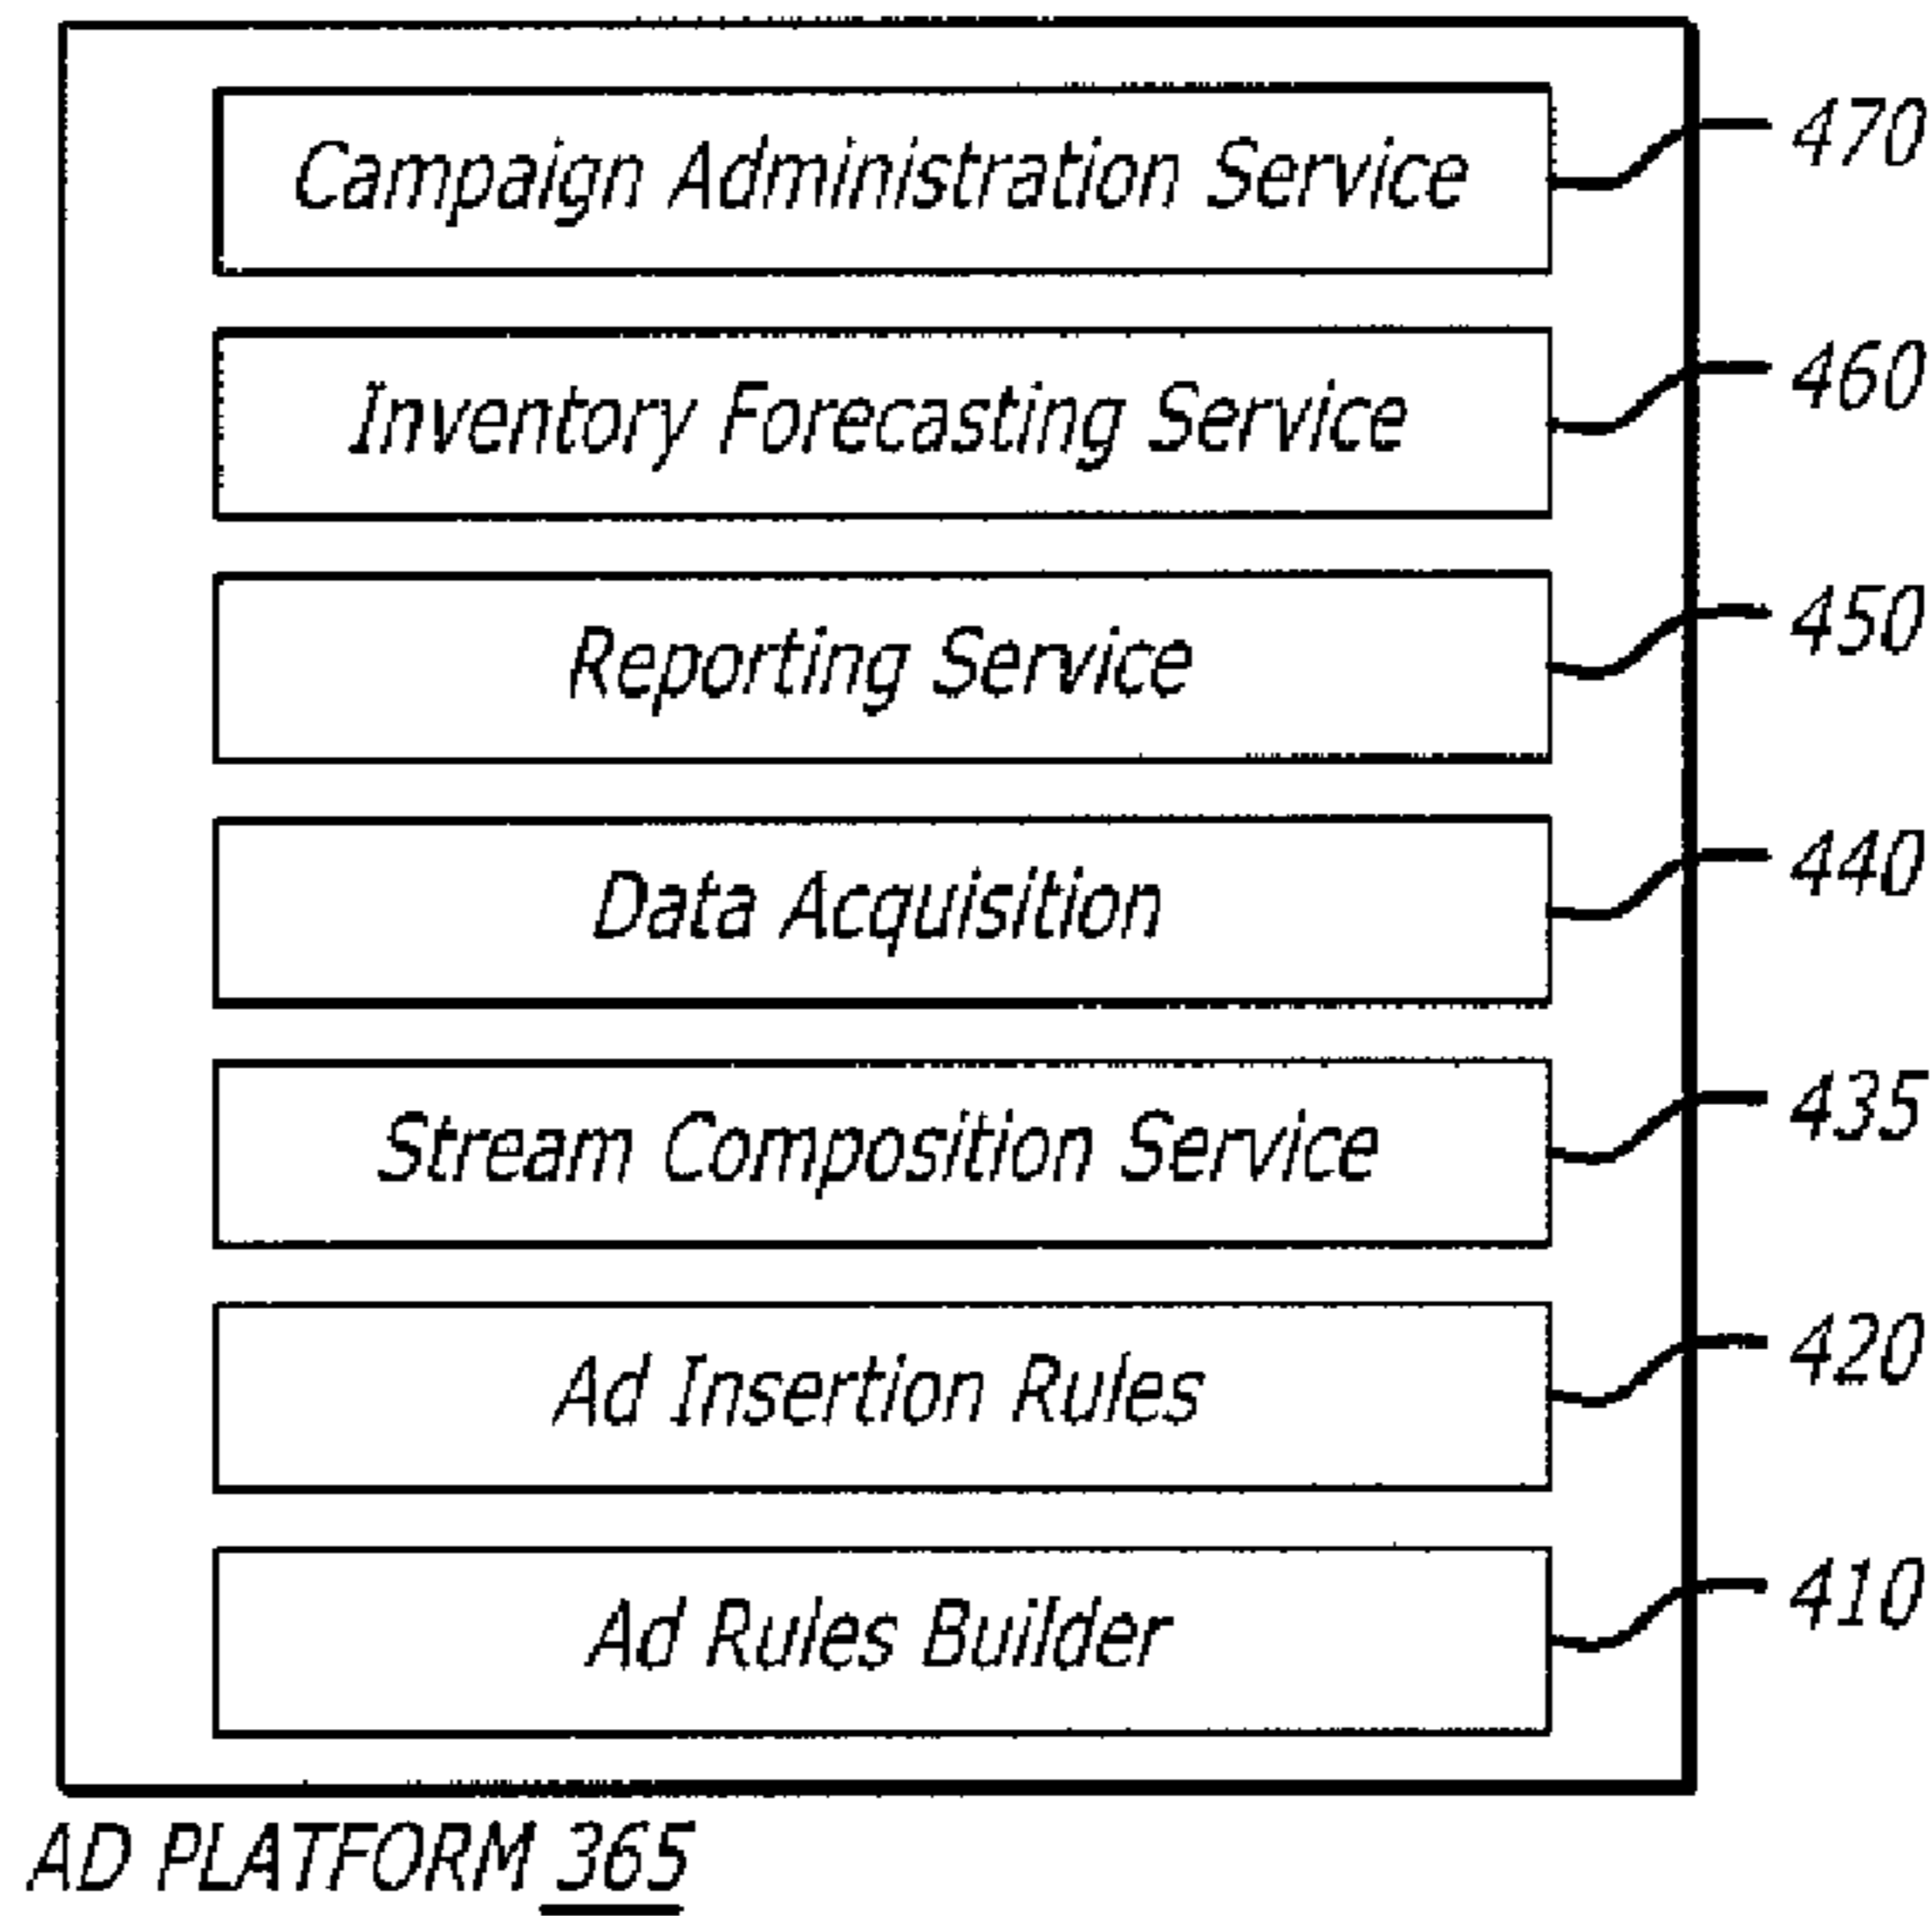 Campaign Administration Service 470
Inventory Forecasting Service 460
Reporting Service 450
Data Acquisition 440
Stream Composition Service 435
Ad Insertion Rules 420
Ad Rules Builder 410
AD PLATFORM 365